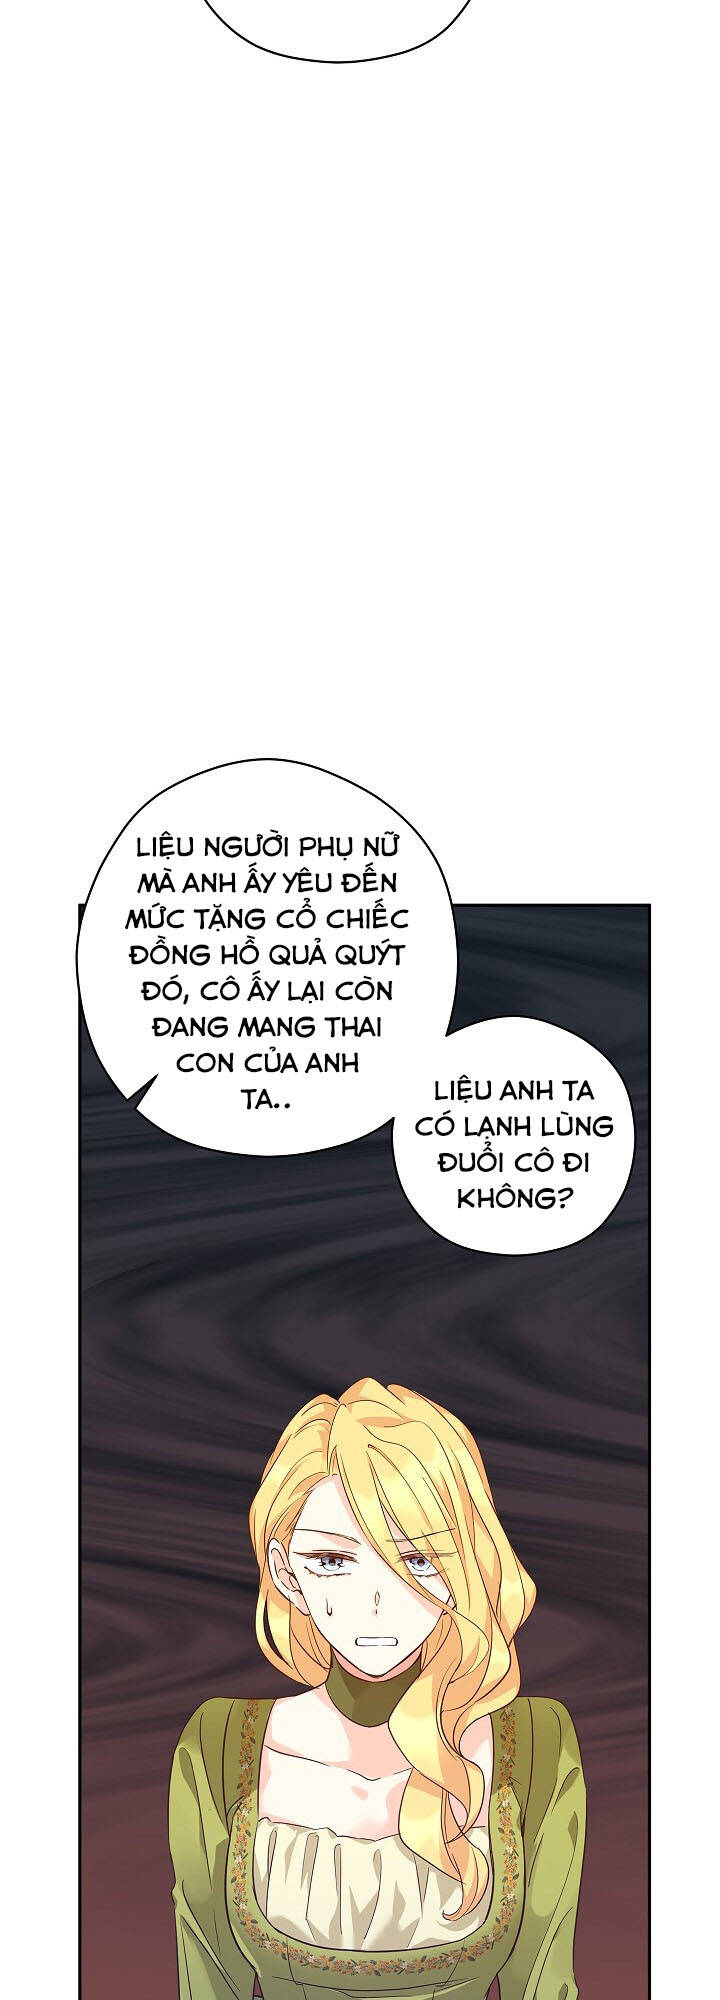 LIỆU NGƯỜI PHỤ NỮ
MÀ ANH ẤY YÊU ĐẾN
MỨC TẶNG CỔ CHIẾC
ĐỒNG HỒ QUẢ QUÝT
ĐÓ, CÔ ẤY LẠI CÒN
ĐANG MANG THAI
CON CỦA ANH
TA..
LIỆU ANH TA
CÓ LẠNH LÙNG
ĐUỔI CÔ ĐI
KHÔNG?